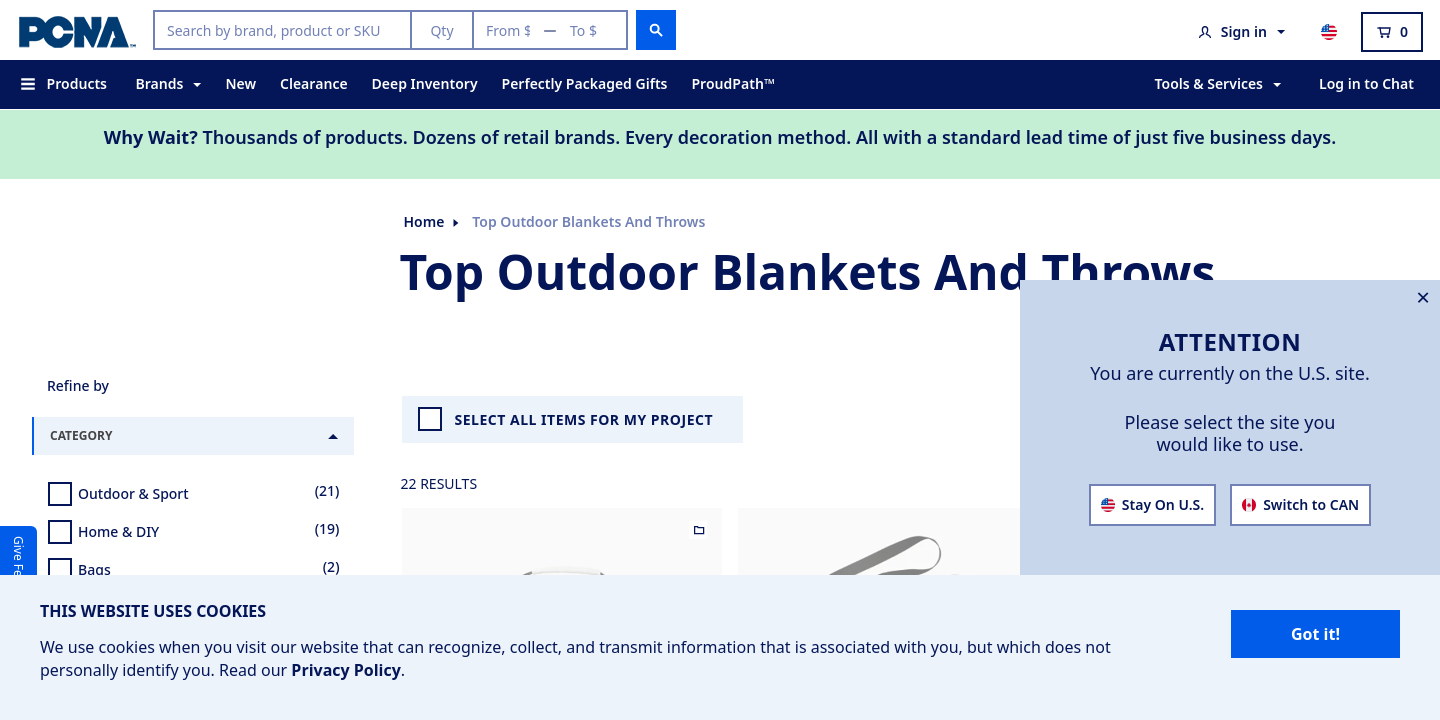 PCNA™
Search by brand, product or SKU
Qty
From $ — To $
Sign in
0
Products
Brands
New
Clearance
Deep Inventory
Perfectly Packaged Gifts
ProudPath™
Tools & Services
Log in to Chat
Why Wait? Thousands of products. Dozens of retail brands. Every decoration method. All with a standard lead time of just five business days.
Home
Top Outdoor Blankets And Throws
Top Outdoor Blankets And Throws
Refine by
CATEGORY
Outdoor & Sport (21)
Home & DIY (19)
Bags (2)
Give
SELECT ALL ITEMS FOR MY PROJECT
22 RESULTS
ATTENTION
You are currently on the U.S. site.
Please select the site you
would like to use.
Stay On U.S.
Switch to CAN
THIS WEBSITE USES COOKIES
We use cookies when you visit our website that can recognize, collect, and transmit information that is associated with you, but which does not
personally identify you. Read our Privacy Policy.
Got it!